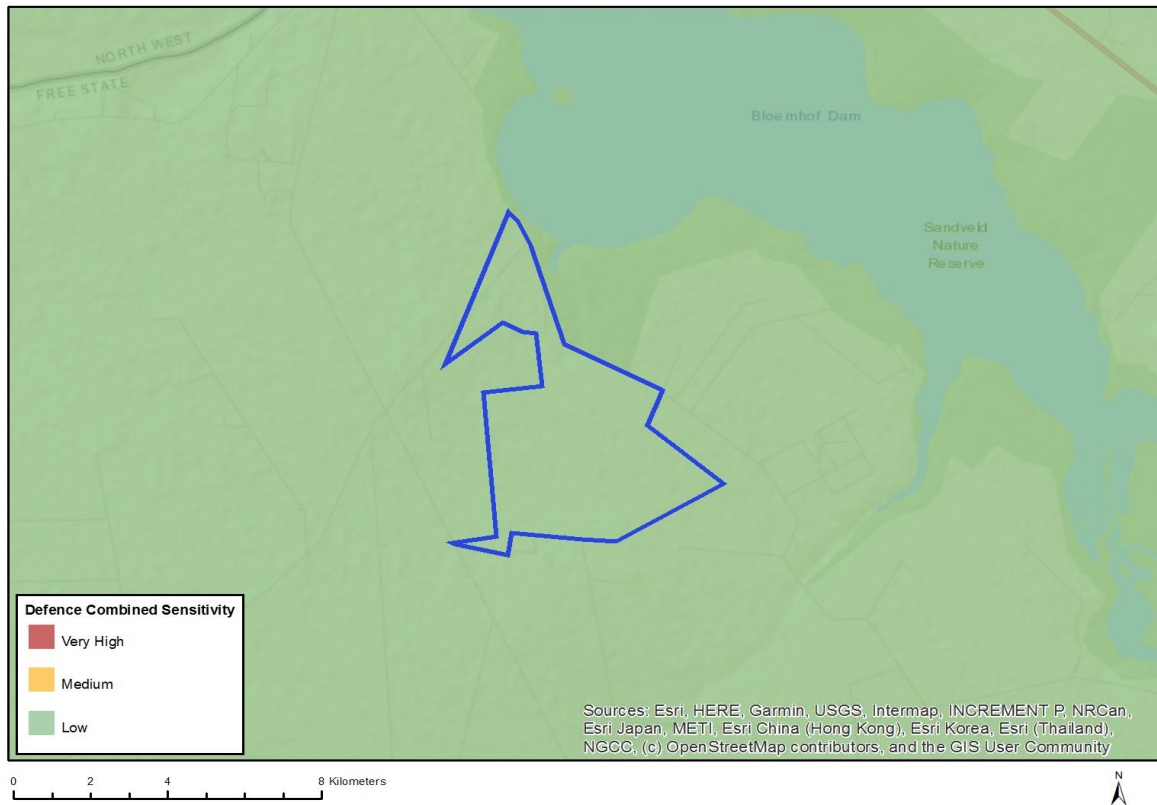 NORTH WEST
FREE STATE
Bloemhof Dam
Sandveld
Nature
Reserve
Defence Combined Sensitivity
Very High
Medium
Low
Sources: Esri, HERE, Garmin, USGS, Intermap, INCREMENT P, NRCan,
Esri Japan, METI, Esri China (Hong Kong), Esri Korea, Esri (Thailand),
NGCC, (c) OpenStreetMap contributors, and the GIS User Community
0 2 4 8 Kilometers
N